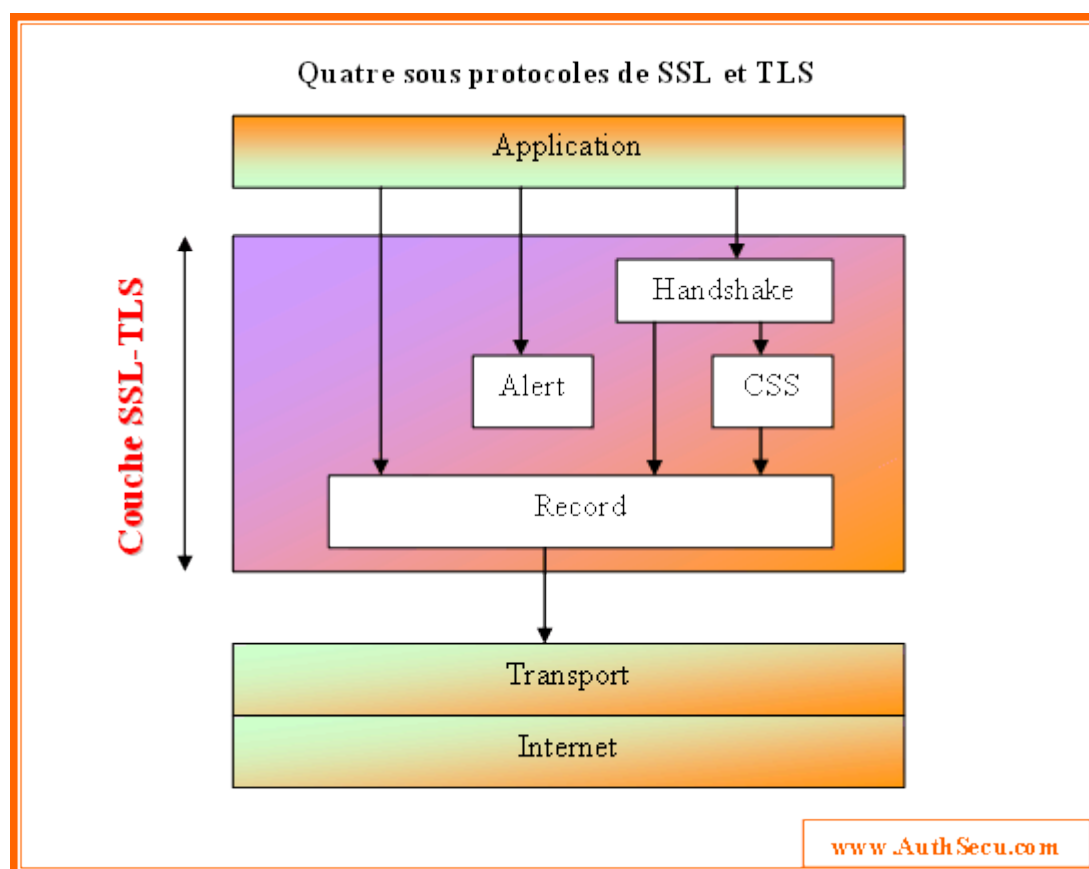 Quatre sous protocoles de SSL et TLS
Application
Couche SSL-TLS
Handshake
Alert
CSS
Record
Transport
Internet
www.AuthSecu.com